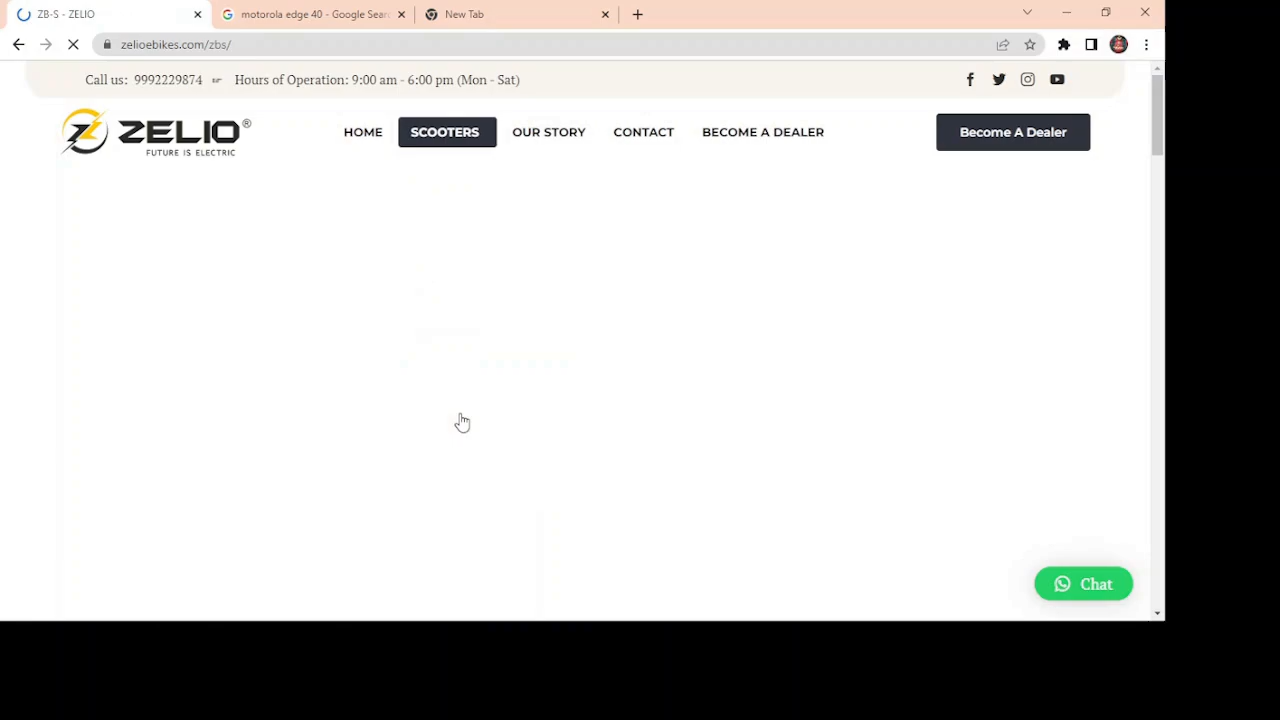 ZB-S - ZELIO
motorola edge 40 - Google Sear
New Tab
zelioebikes.com/zbs/
Call us: 9992229874 Hours of Operation: 9:00 am - 6:00 pm (Mon - Sat)
ZELIO®
FUTURE IS ELECTRIC
HOME SCOOTERS OUR STORY CONTACT BECOME A DEALER
Become A Dealer
Chat